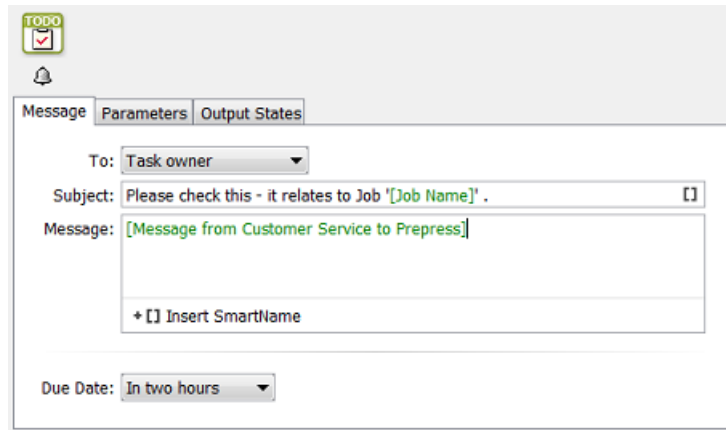 TODO
Message Parameters Output States
To: Task owner
Subject: Please check this - it relates to Job '[Job Name]' . []
Message: [Message from Customer Service to Prepress]
+[] Insert SmartName
Due Date: In two hours